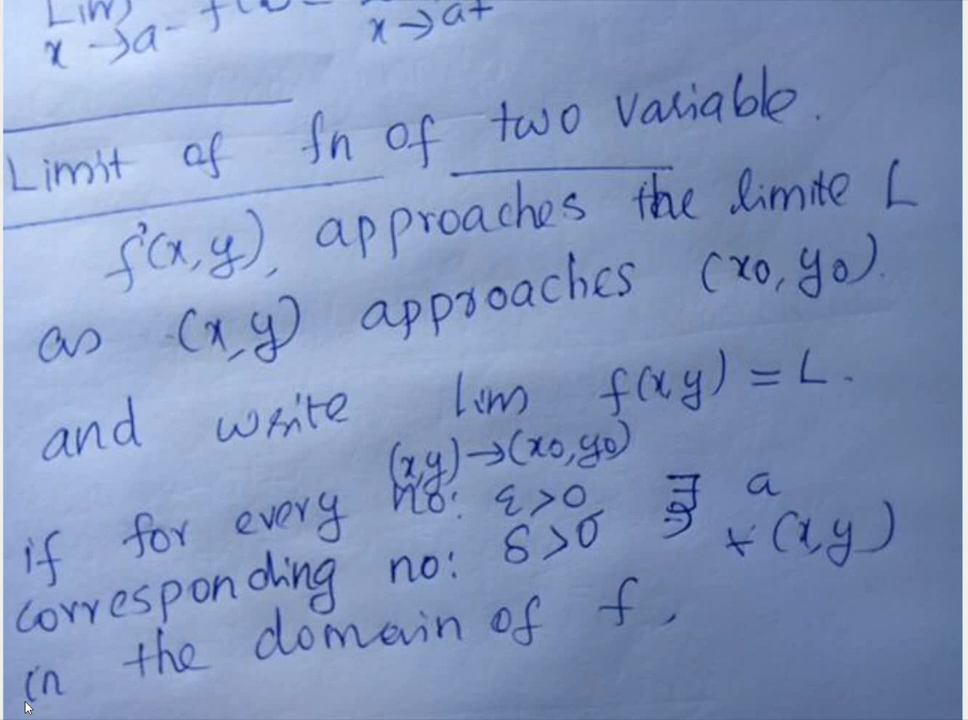 Lim f(
x→a- x→a+
Limit of fn of two variable.
f(x,y), approaches the limite L
as (x,y) approaches (x0,y0).
and write lim f(x,y) = L.
(x,y)→(x0,y0)
if for every no: ε>0, ∃ a
corresponding no: δ>0 ∋ ∀ (x,y)
in the domain of f,